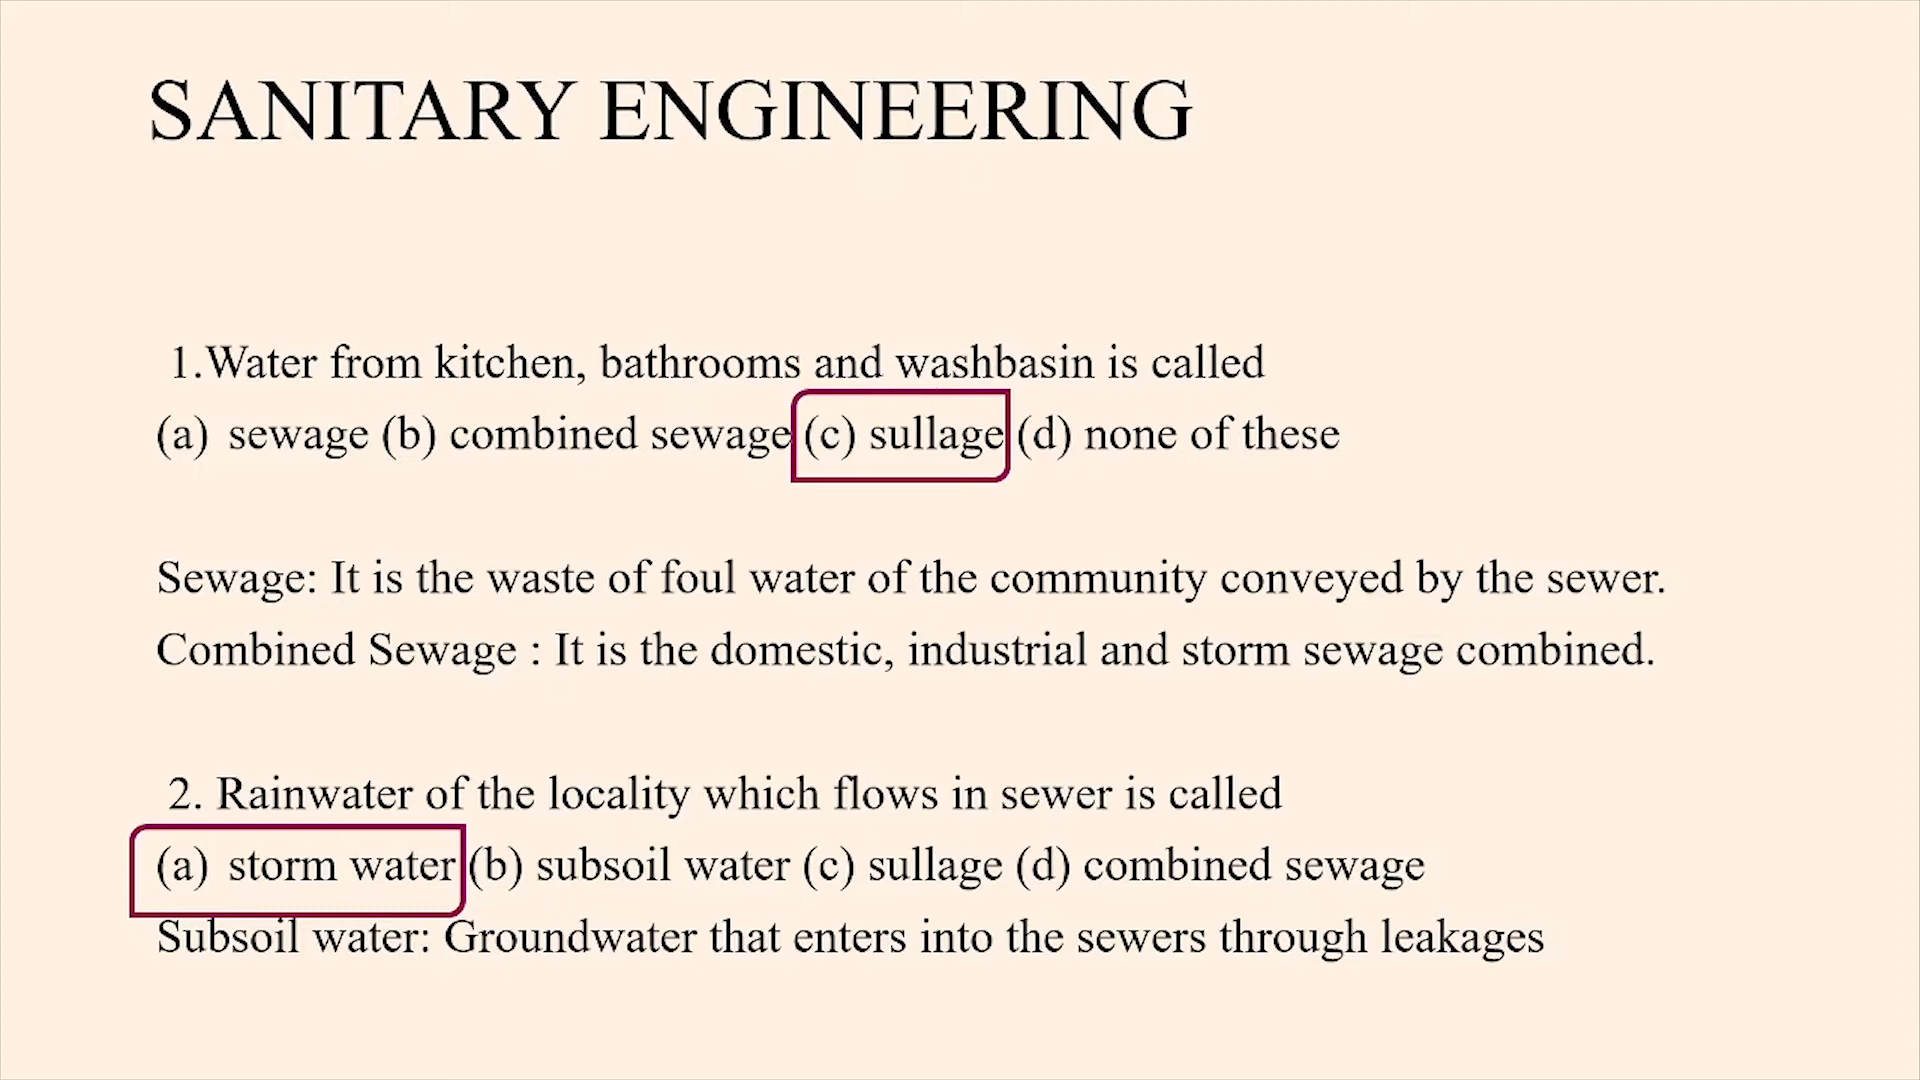 SANITARY ENGINEERING
1.Water from kitchen, bathrooms and washbasin is called
(a) sewage (b) combined sewage (c) sullage (d) none of these
Sewage: It is the waste of foul water of the community conveyed by the sewer.
Combined Sewage : It is the domestic, industrial and storm sewage combined.
2. Rainwater of the locality which flows in sewer is called
(a) storm water (b) subsoil water (c) sullage (d) combined sewage
Subsoil water: Groundwater that enters into the sewers through leakages